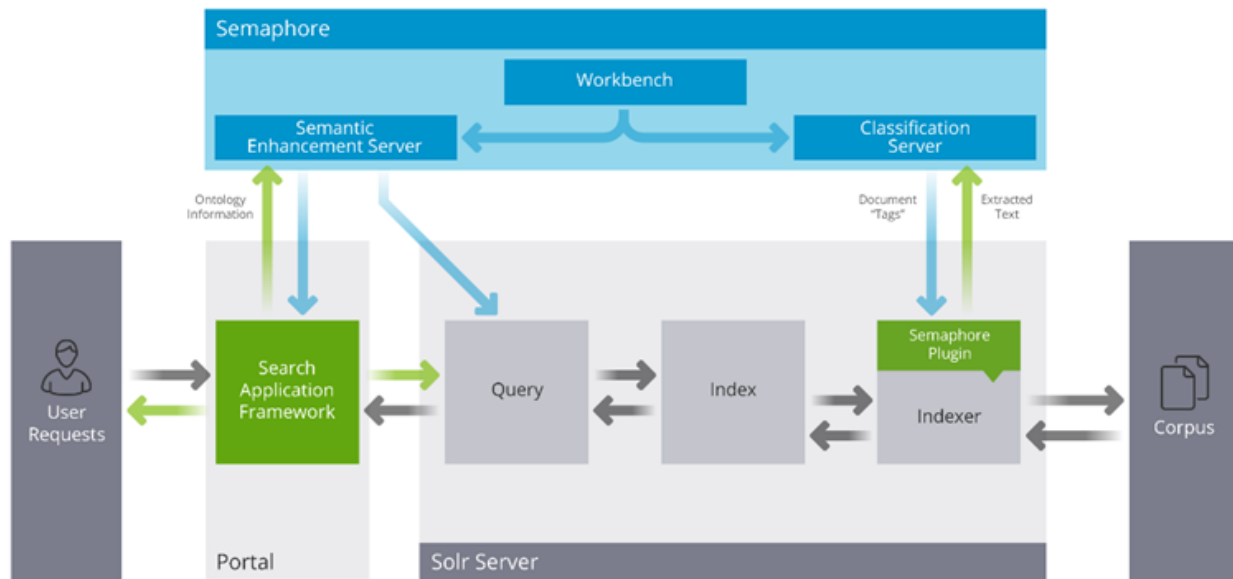 Semaphore
Workbench
Semantic
Enhancement Server
Classification
Server
Ontology
Information
Document
"Tags"
Extracted
Text
User
Requests
Search
Application
Framework
Query
Index
Semaphore
Plugin
Indexer
Corpus
Portal
Solr Server